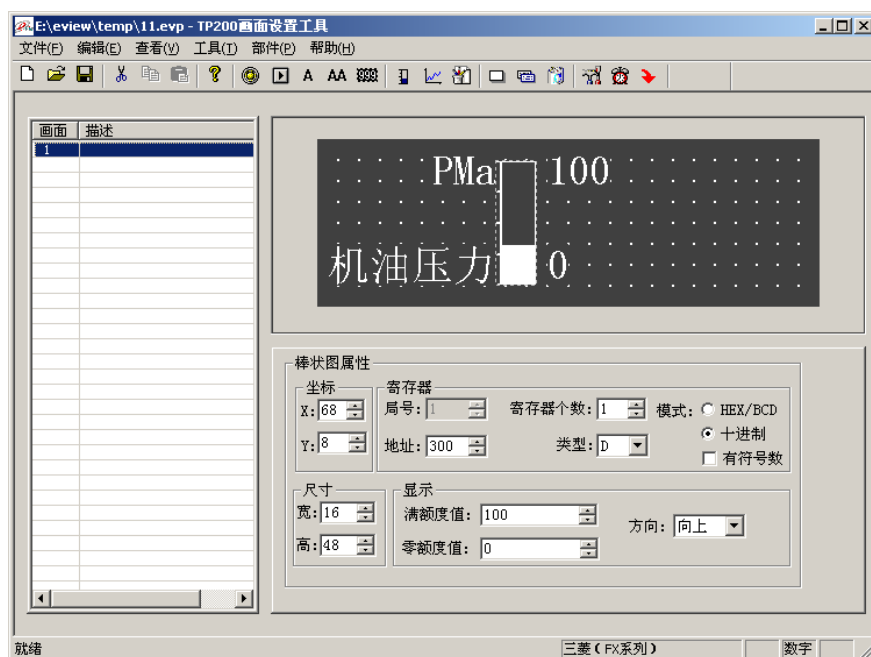 E:\eview\temp\11.evp - TP200画面设置工具
文件(F) 编辑(E) 查看(V) 工具(T) 部件(P) 帮助(H)
A AA
画面 描述
1
PMa 100
机油压力 0
棒状图属性
坐标
X: 68
Y: 8
寄存器
局号: 1 寄存器个数: 1 模式: HEX/BCD
十进制
地址: 300 类型: D
有符号数
尺寸
宽: 16
高: 48
显示
满额度值: 100
零额度值: 0
方向: 向上
就绪 三菱(FX系列) 数字